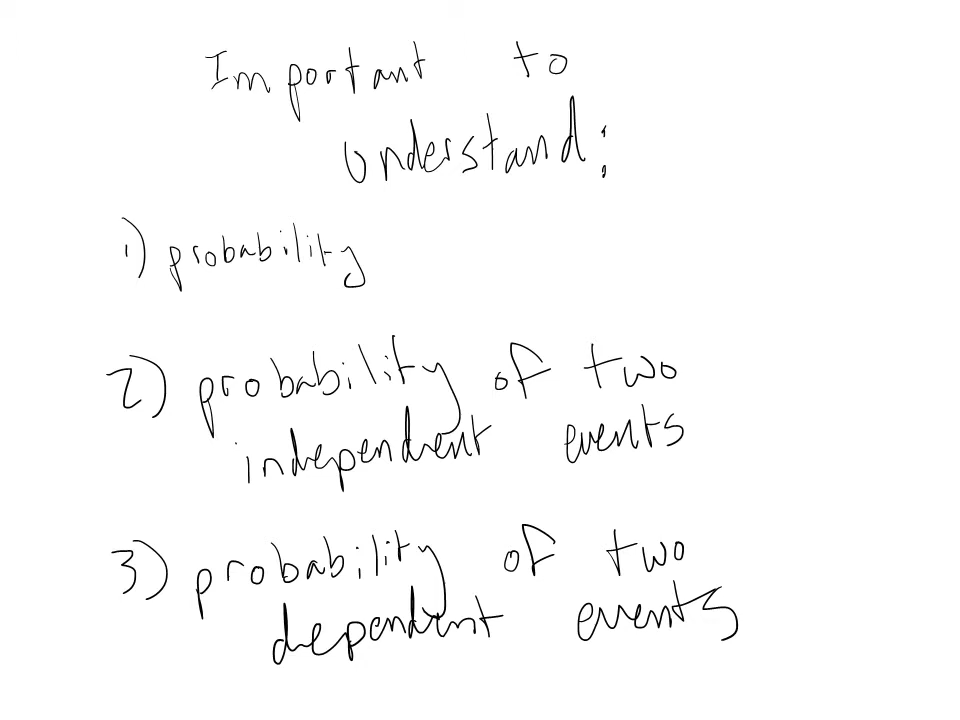 Important to
understand:
1) probability
2) probability of two
independent events
3) probability of two
dependent events